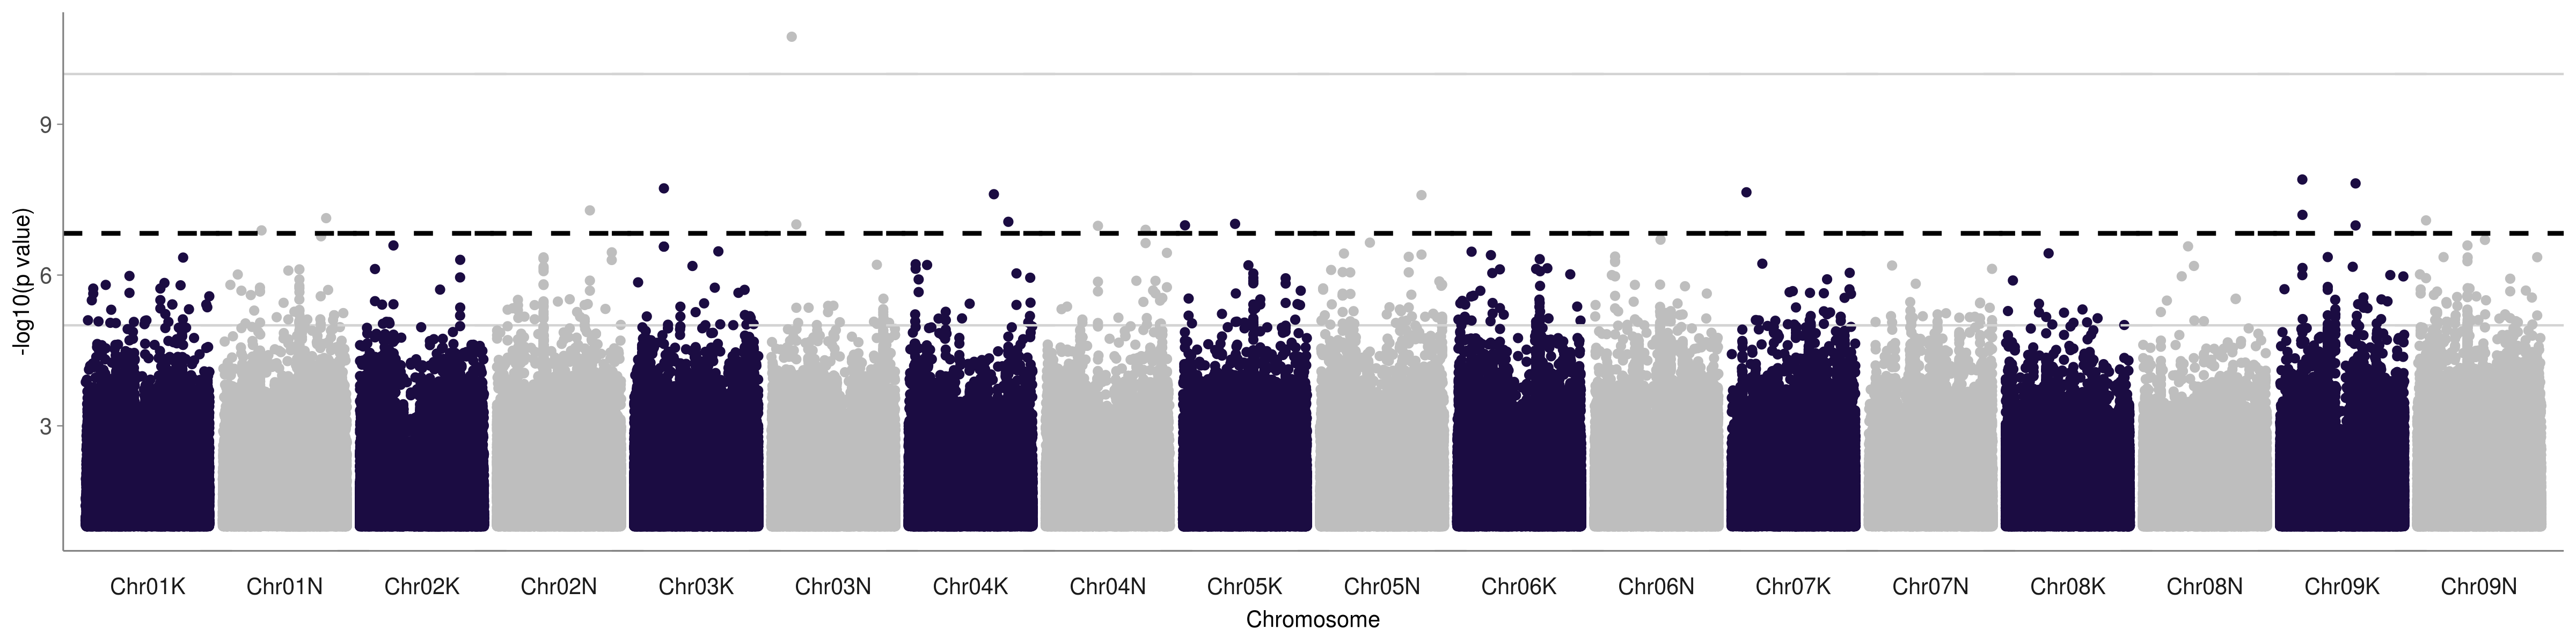 -log10(p value)
9
6
3
Chr01K Chr01N Chr02K Chr02N Chr03K Chr03N Chr04K Chr04N Chr05K Chr05N Chr06K Chr06N Chr07K Chr07N Chr08K Chr08N Chr09K Chr09N
Chromosome